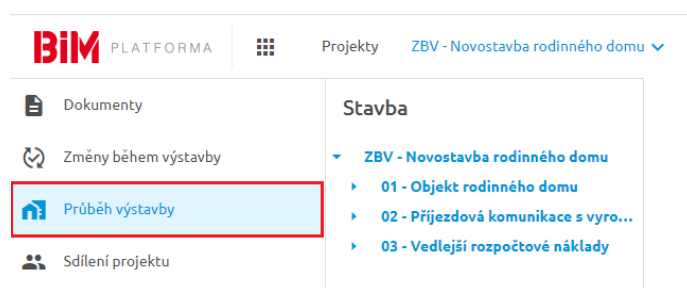 BiM PLATFORMA
Projekty
ZBV - Novostavba rodinného domu
Dokumenty
Změny během výstavby
Průběh výstavby
Sdílení projektu
Stavba
ZBV - Novostavba rodinného domu
01 - Objekt rodinného domu
02 - Příjezdová komunikace s vyro...
03 - Vedlejší rozpočtové náklady